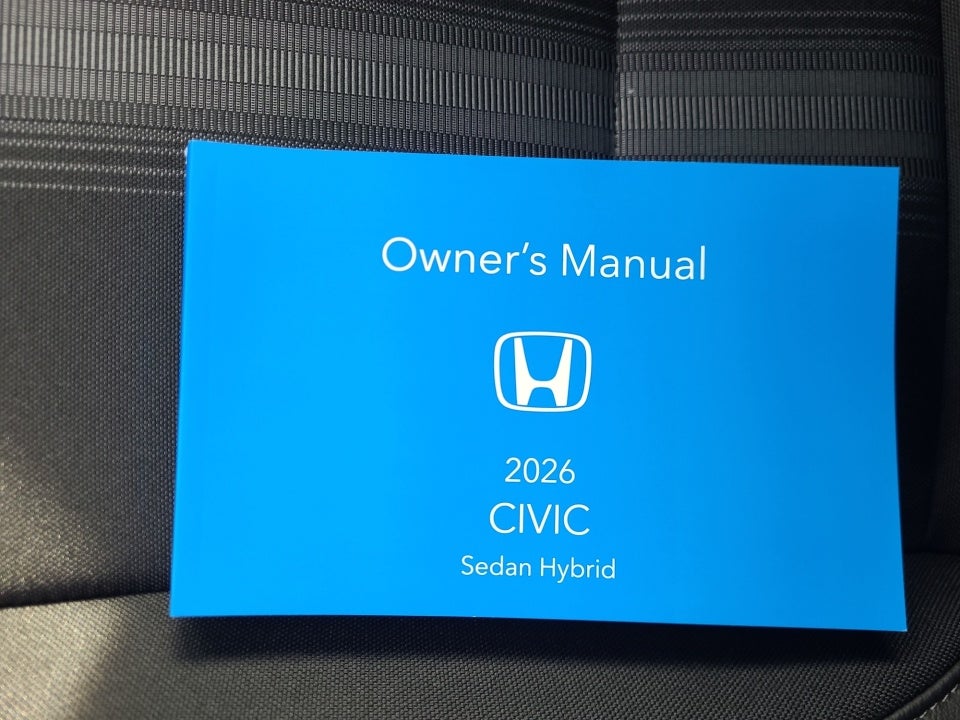 Owner's Manual
2026
CIVIC
Sedan Hybrid